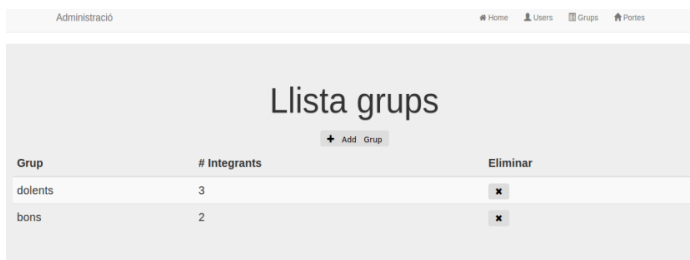 Administració Home Users Grups Portes
Llista grups
Add Grup
Grup # Integrants Eliminar
dolents 3
bons 2